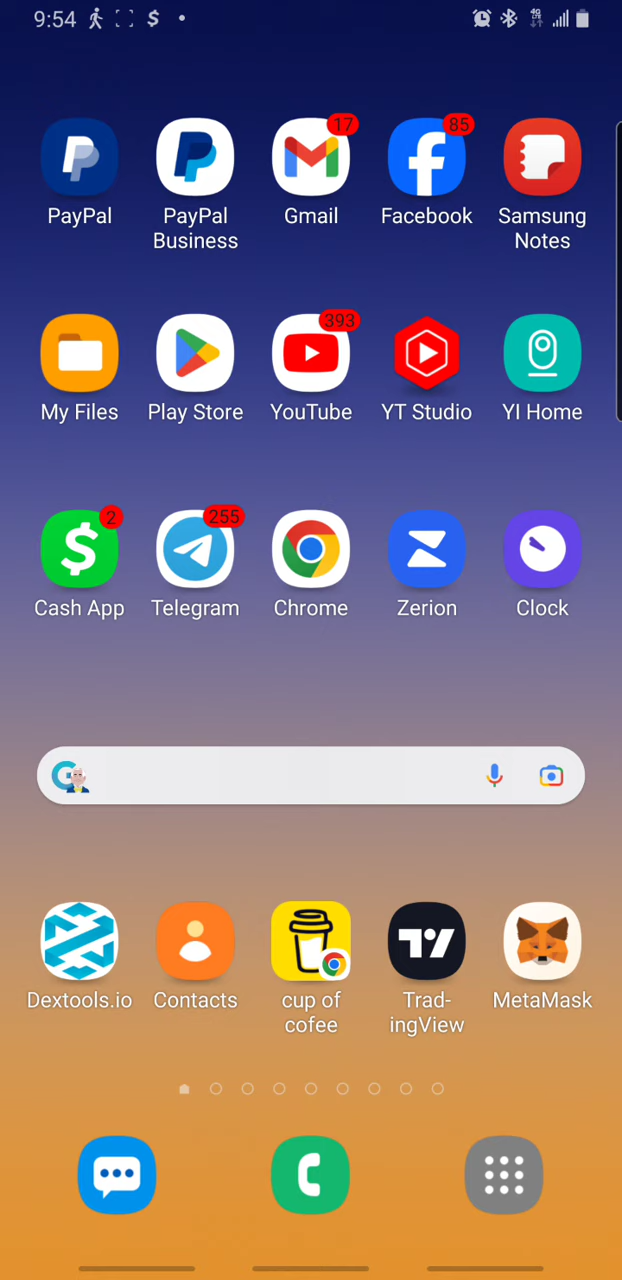 9:54
4G
LTE
17
85
PayPal
PayPal
Business
Gmail
Facebook
Samsung
Notes
393
My Files
Play Store
YouTube
YT Studio
YI Home
2
255
Cash App
Telegram
Chrome
Zerion
Clock
Dextools.io
Contacts
cup of
cofee
Trad-
ingView
MetaMask